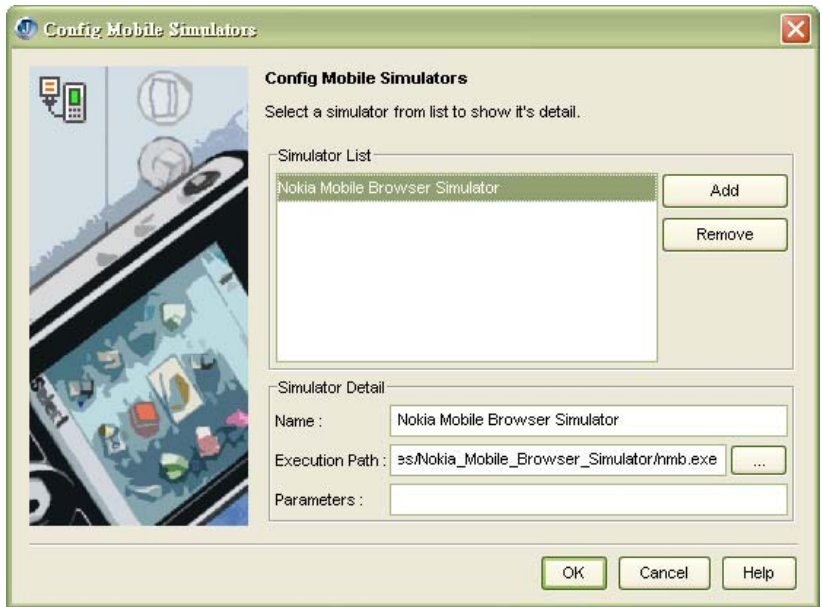 Config Mobile Simulators
Config Mobile Simulators
Select a simulator from list to show it's detail.
Simulator List
Nokia Mobile Browser Simulator
Add
Remove
Simulator Detail
Name :
Nokia Mobile Browser Simulator
Execution Path :
es/Nokia_Mobile_Browser_Simulator/nmb.exe
...
Parameters :
Select
OK
Cancel
Help